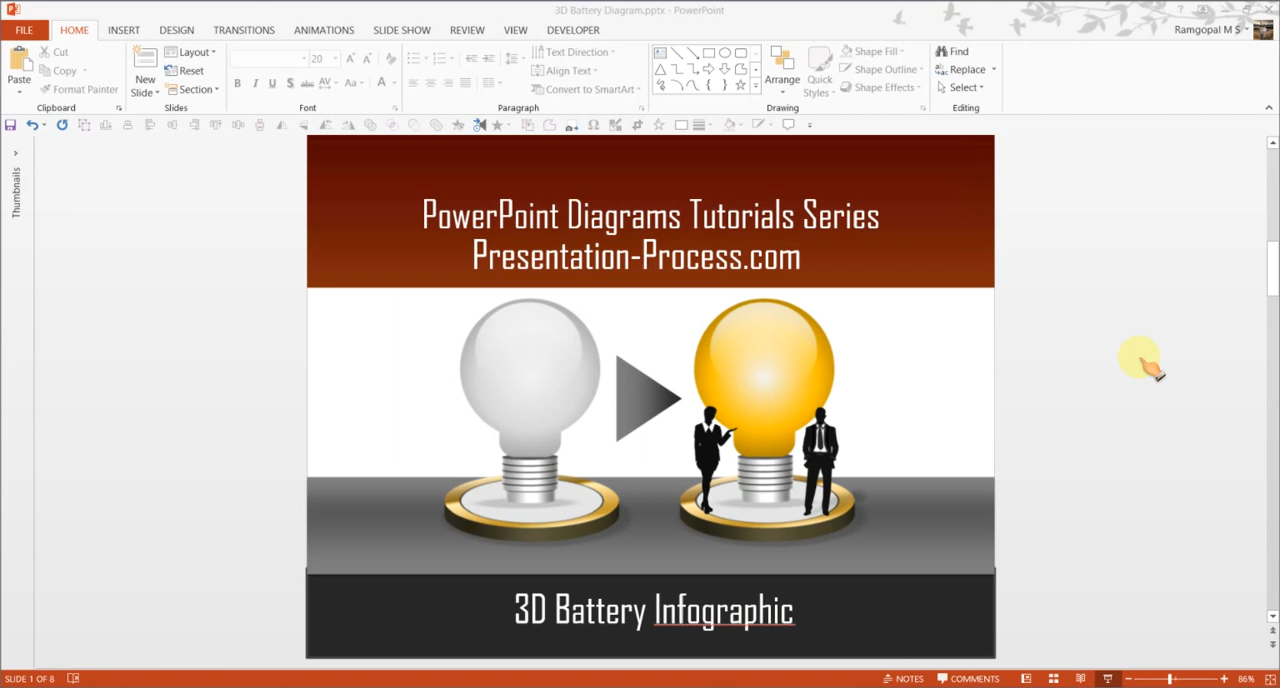 3D Battery Diagram.pptx - PowerPoint
FILE HOME INSERT DESIGN TRANSITIONS ANIMATIONS SLIDE SHOW REVIEW VIEW DEVELOPER Ramgopal M S
Paste
Cut
Copy
Format Painter
Clipboard
New Slide
Layout
Reset
Section
Slides
20
Font
Text Direction
Align Text
Convert to SmartArt
Paragraph
Arrange
Quick Styles
Shape Fill
Shape Outline
Shape Effects
Drawing
Find
Replace
Select
Editing
Thumbnails
PowerPoint Diagrams Tutorials Series
Presentation-Process.com
3D Battery Infographic
SLIDE 1 OF 8 NOTES COMMENTS 86%